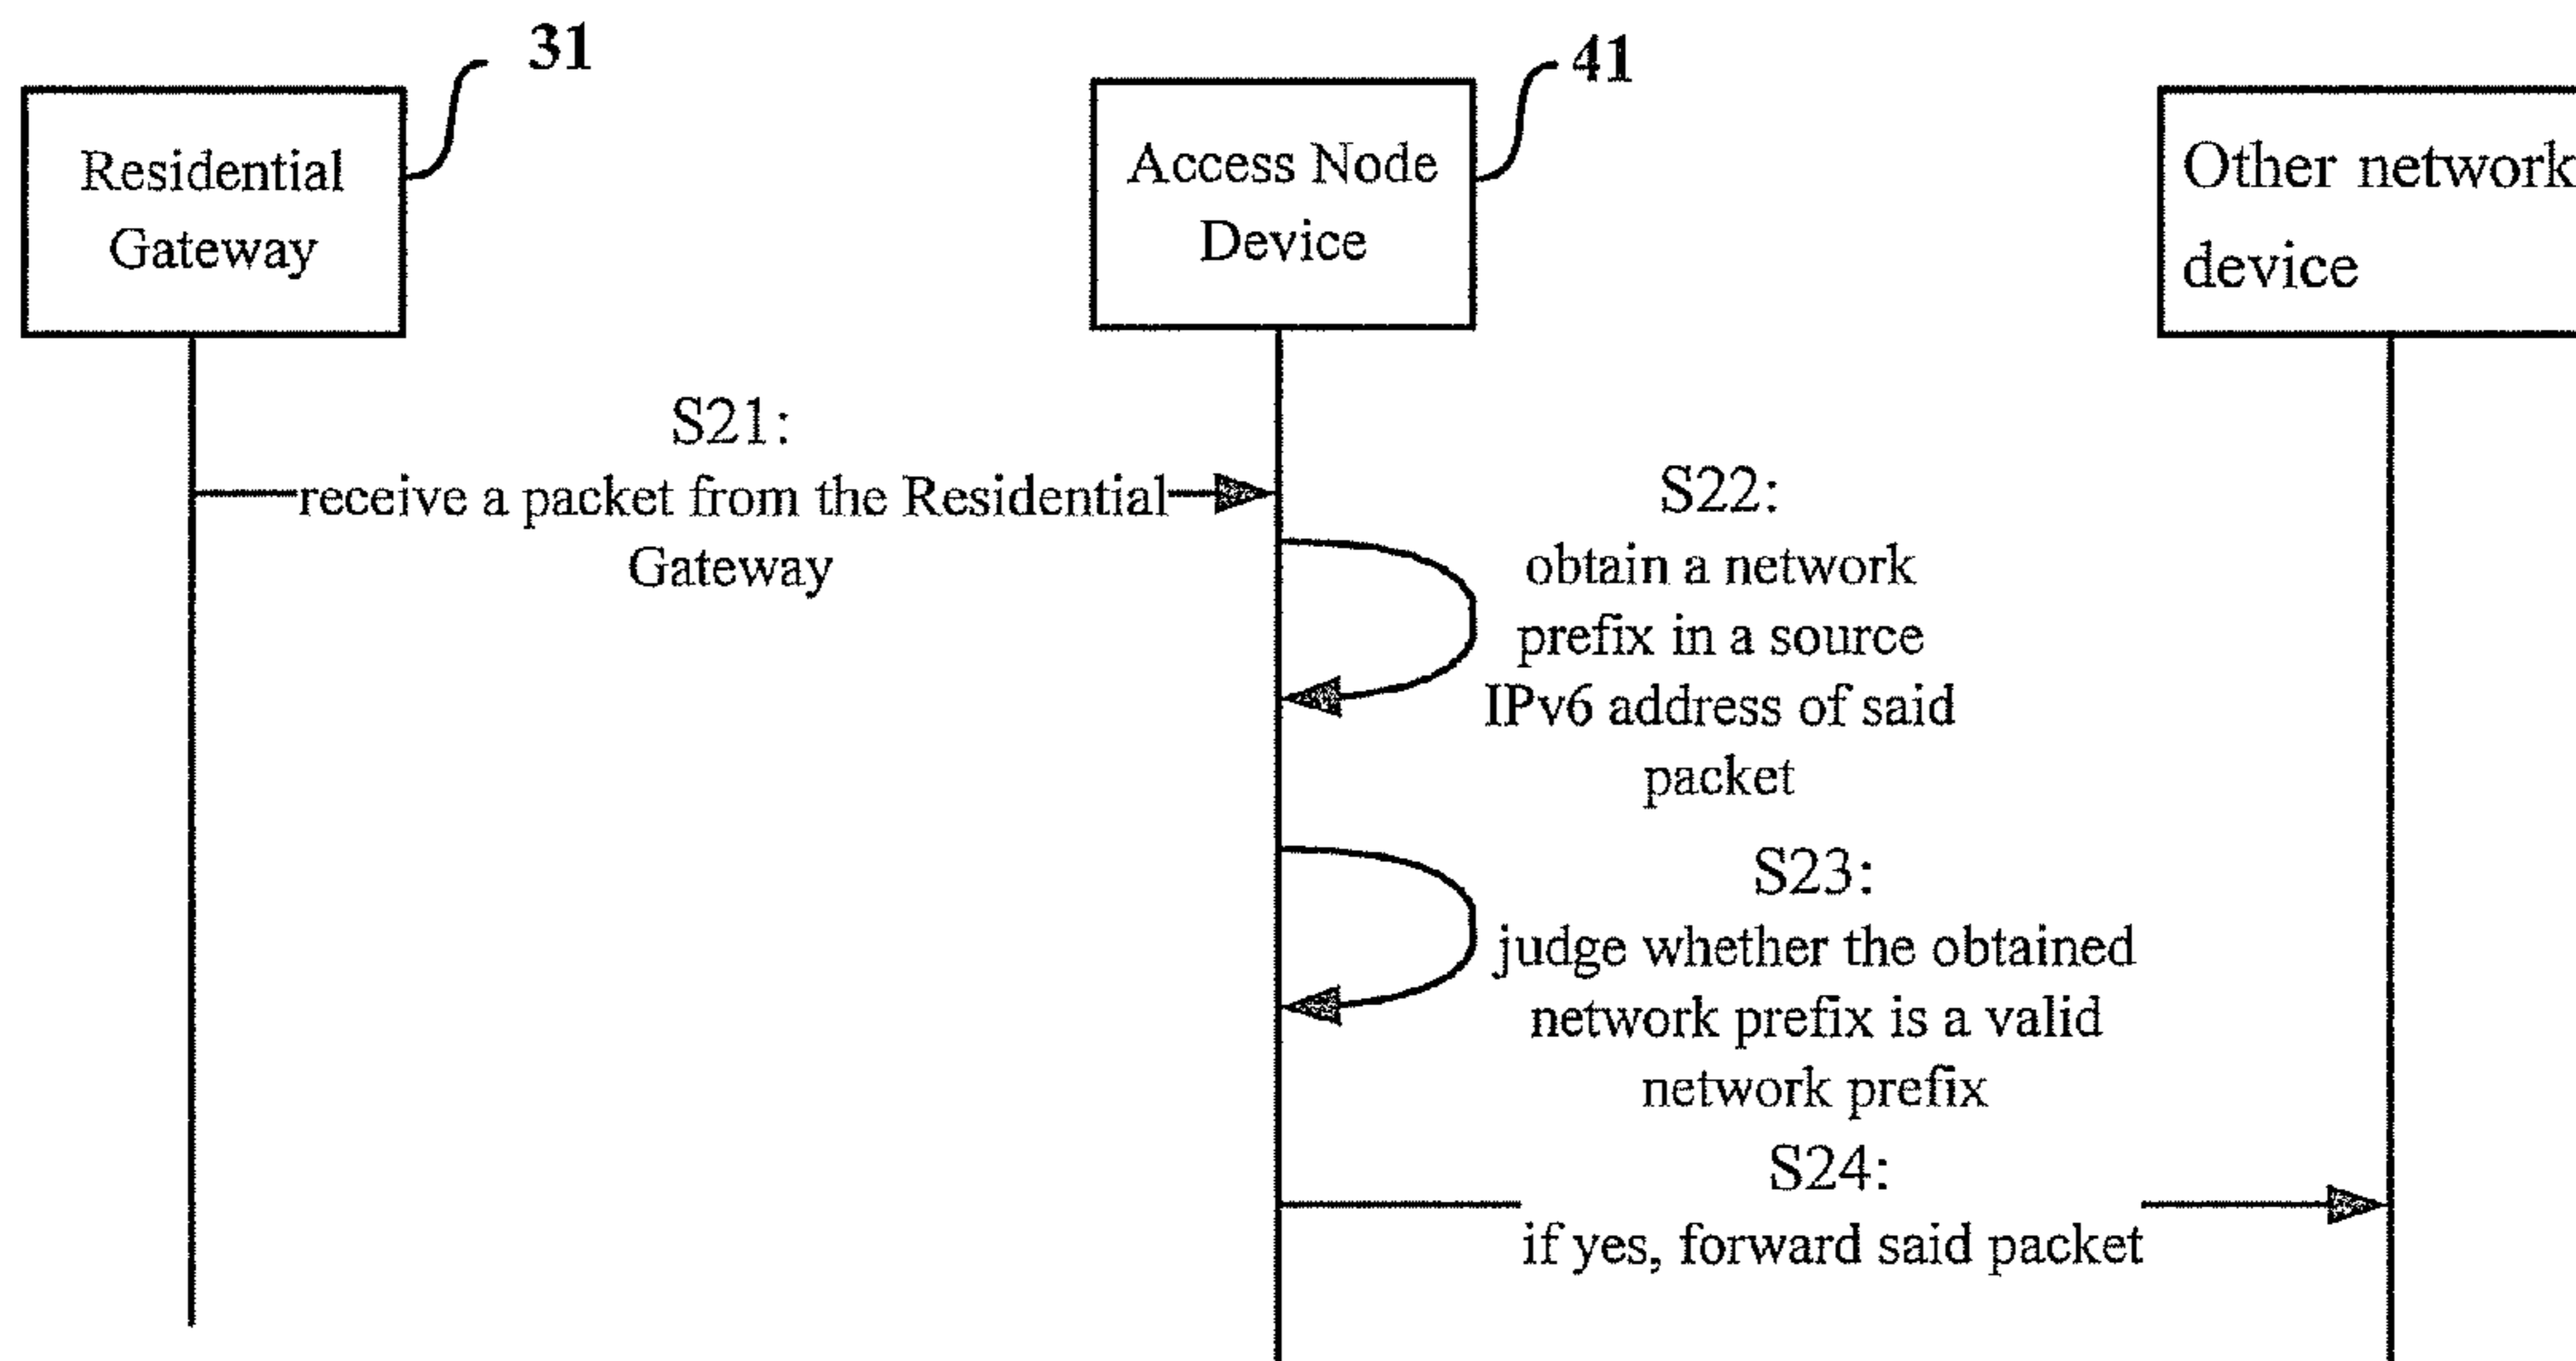 31
41
Residential
Gateway
Access Node
Device
Other network
device
S21:
receive a packet from the Residential
Gateway
S22:
obtain a network
prefix in a source
IPv6 address of said
packet
S23:
judge whether the obtained
network prefix is a valid
network prefix
S24:
if yes, forward said packet